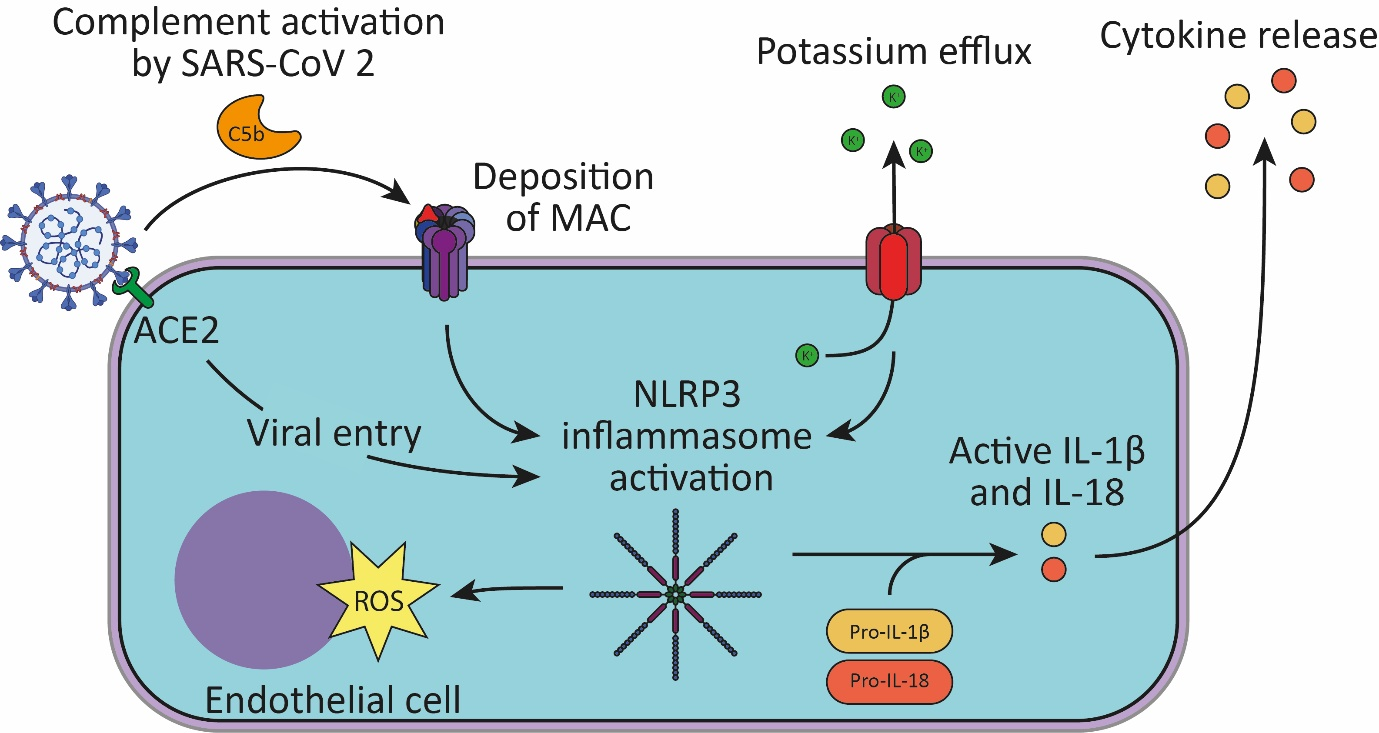 Complement activation
by SARS-CoV 2
C5b
Deposition
of MAC
Potassium efflux
K+
K+
K+
Cytokine release
ACE2
K+
Viral entry
NLRP3
inflammasome
activation
Active IL-1β
and IL-18
ROS
Pro-IL-1β
Pro-IL-18
Endothelial cell